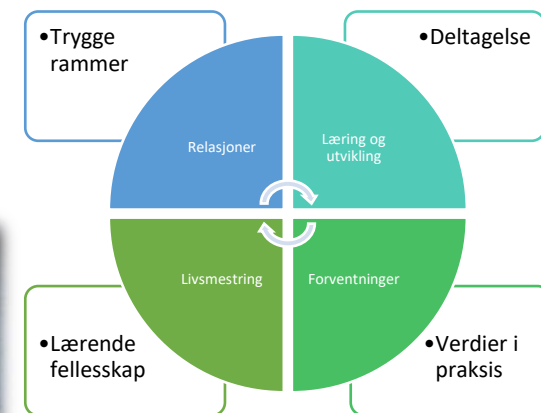 •Trygge
rammer
•Deltagelse
Relasjoner
Læring og
utvikling
Livsmestring
Forventninger
•Lærende
fellesskap
•Verdier i
praksis